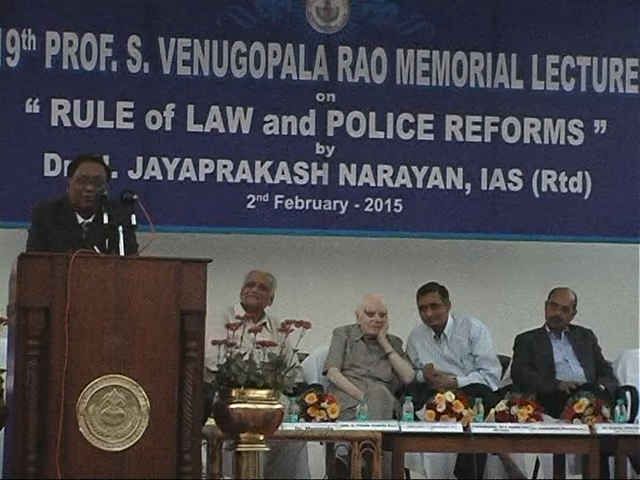 19th PROF. S. VENUGOPALA RAO MEMORIAL LECTURE
on
“ RULE of LAW and POLICE REFORMS ”
by
Dr. JAYAPRAKASH NARAYAN, IAS (Rtd)
2nd February - 2015